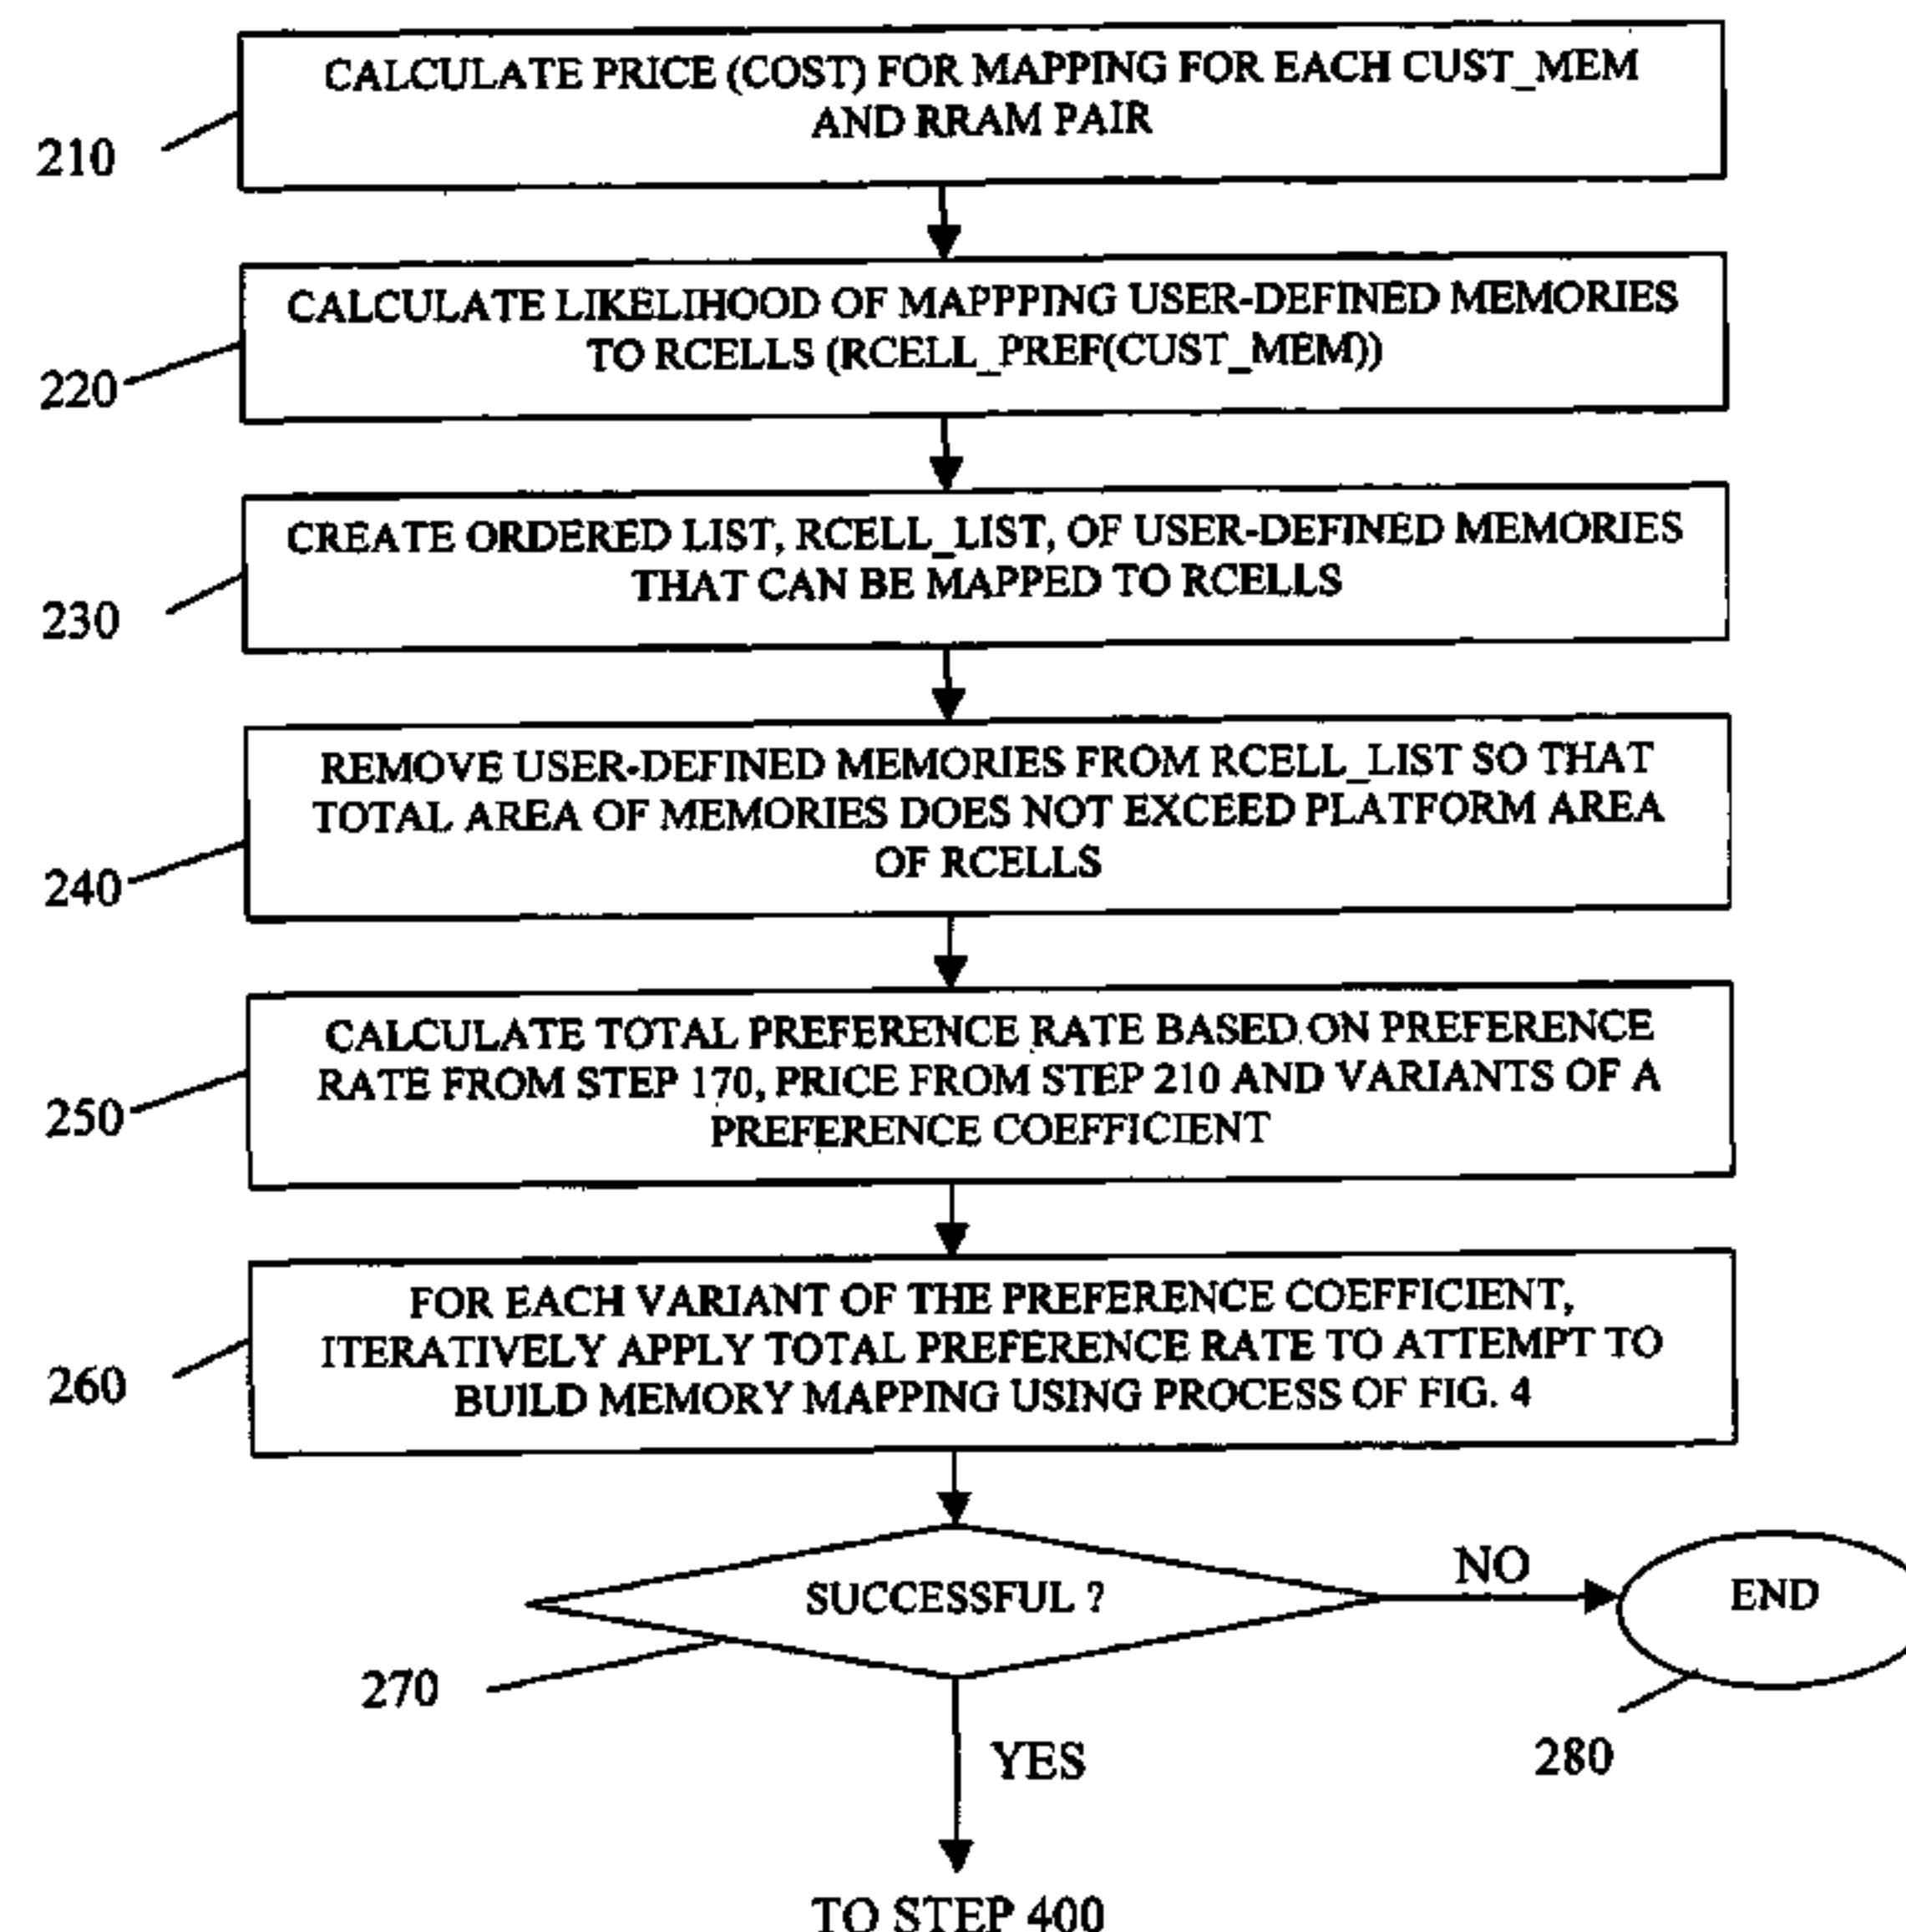 CALCULATE PRICE (COST) FOR MAPPING FOR EACH CUST_MEM
AND RRAM PAIR
210
CALCULATE LIKELIHOOD OF MAPPPING USER-DEFINED MEMORIES
TO RCELLS (RCELL_PREF(CUST_MEM))
220
CREATE ORDERED LIST, RCELL_LIST, OF USER-DEFINED MEMORIES
THAT CAN BE MAPPED TO RCELLS
230
REMOVE USER-DEFINED MEMORIES FROM RCELL_LIST SO THAT
TOTAL AREA OF MEMORIES DOES NOT EXCEED PLATFORM AREA
OF RCELLS
240
CALCULATE TOTAL PREFERENCE RATE BASED ON PREFERENCE
RATE FROM STEP 170, PRICE FROM STEP 210 AND VARIANTS OF A
PREFERENCE COEFFICIENT
250
FOR EACH VARIANT OF THE PREFERENCE COEFFICIENT,
ITERATIVELY APPLY TOTAL PREFERENCE RATE TO ATTEMPT TO
BUILD MEMORY MAPPING USING PROCESS OF FIG. 4
260
SUCCESSFUL ?
NO
END
270
280
YES
TO STEP 400